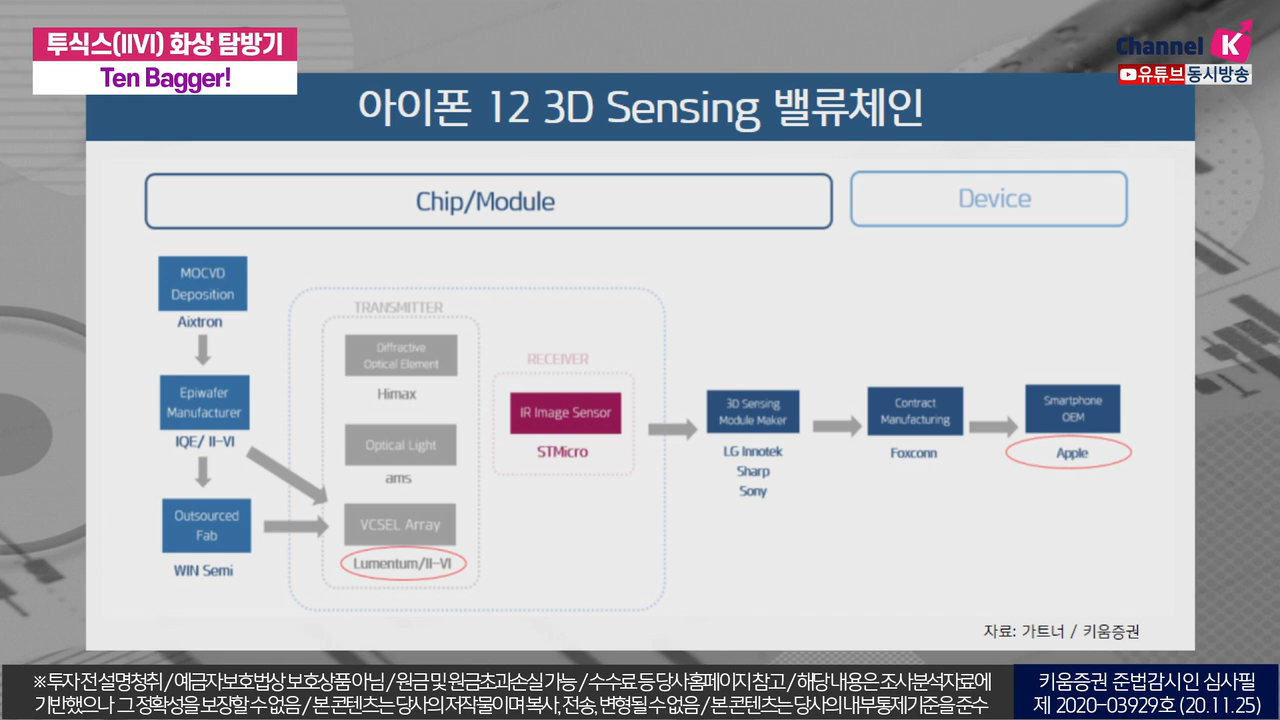 투식스(IIVI) 화상 탐방기
Ten Bagger!
Channel K
유튜브동시방송
아이폰 12 3D Sensing 밸류체인
Chip/Module
Device
MOCVD
Deposition
Aixtron
Epiwafer
Manufacturer
IQE/ II-VI
Outsourced
Fab
WIN Semi
TRANSMITTER
Diffractive
Optical Element
Himax
Optical Light
ams
VCSEL Array
Lumentum/II-VI
RECEIVER
IR Image Sensor
STMicro
3D Sensing
Module Maker
LG Innotek
Sharp
Sony
Contract
Manufacturing
Foxconn
Smartphone
OEM
Apple
자료: 가트너 / 키움증권
※ 투자 전 설명청취 / 예금자보호법상 보호상품 아님 / 원금 및 원금초과손실 가능 / 수수료 등 당사홈페이지 참고 / 해당 내용은 조사분석자료에
기반했으나 그 정확성을 보장할 수 없음 / 본 콘텐츠는 당사의 저작물이며 복사, 전송, 변형될 수 없음 / 본 콘텐츠는 당사의 내부통제기준을 준수
키움증권 준법감시인 심사필
제 2020-03929호 (20.11.25)